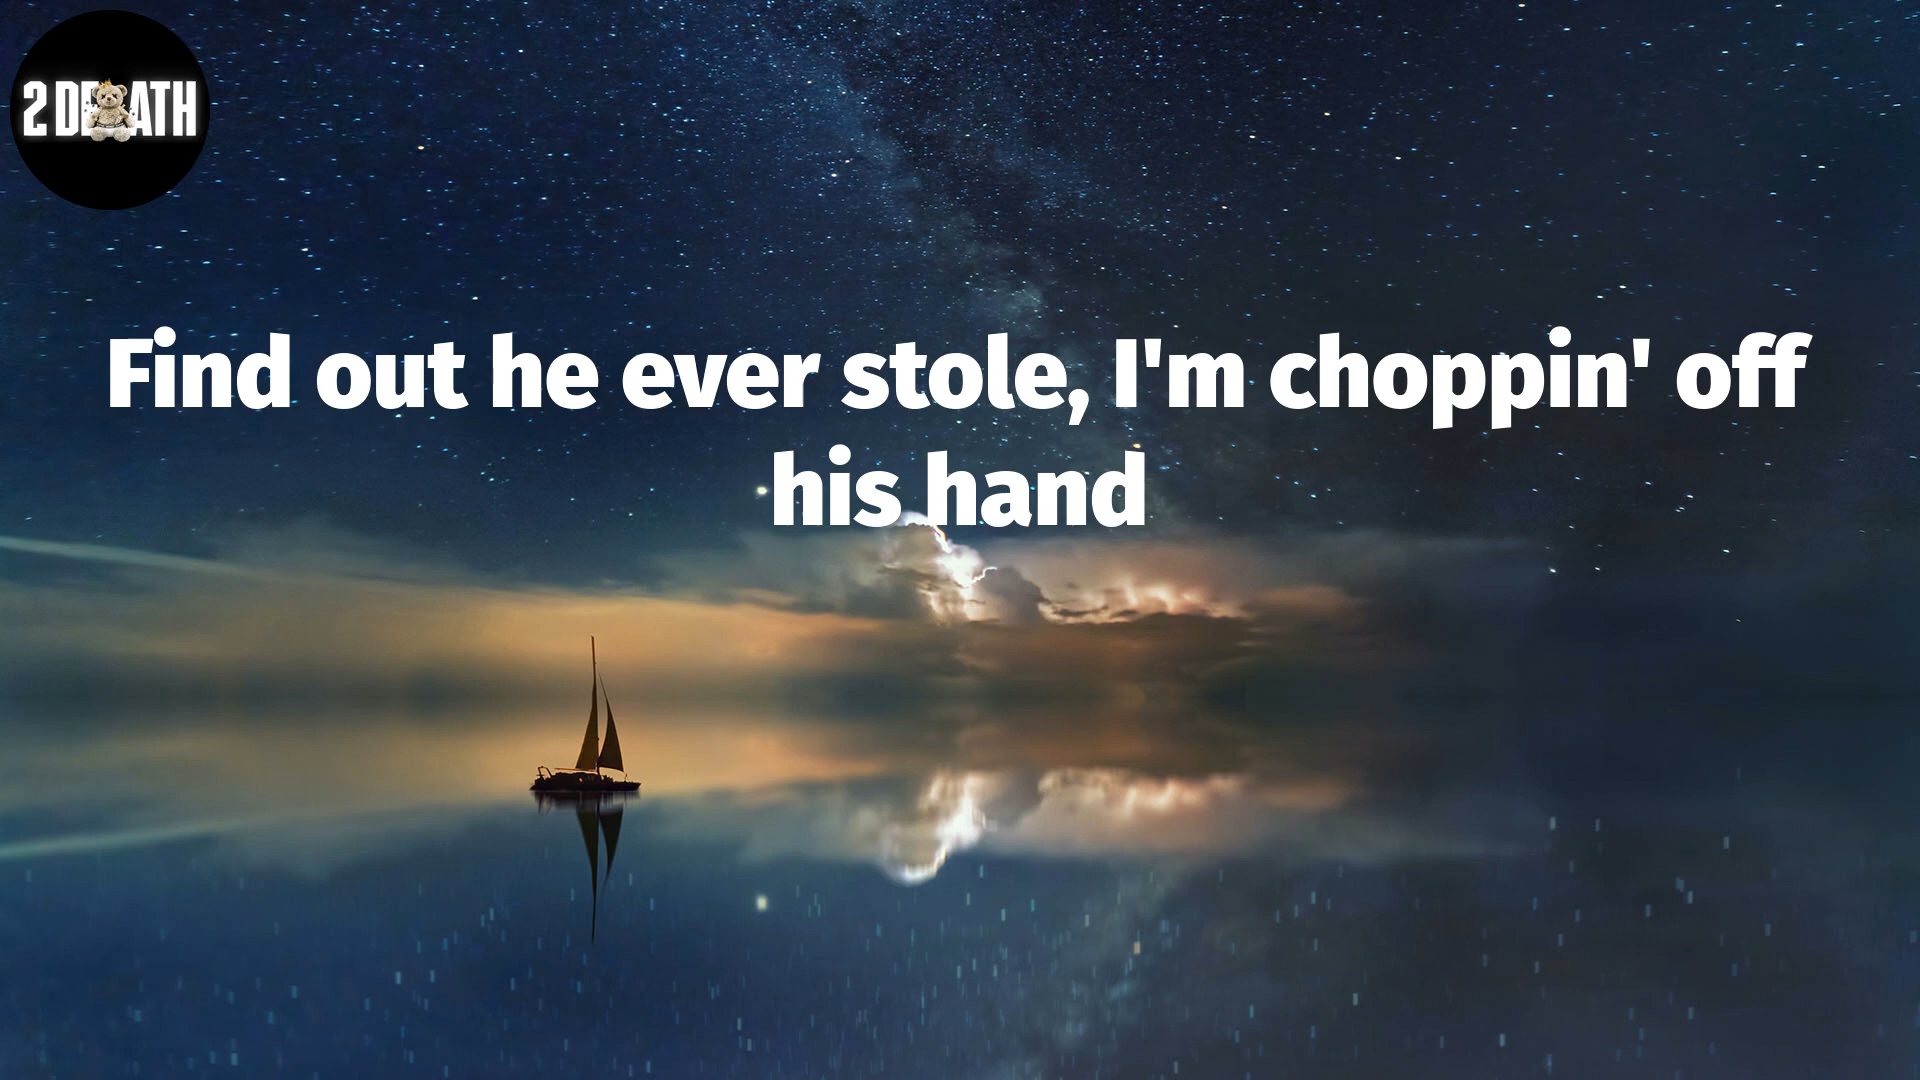 2 DEATH
Find out he ever stole, I'm choppin' off
his hand